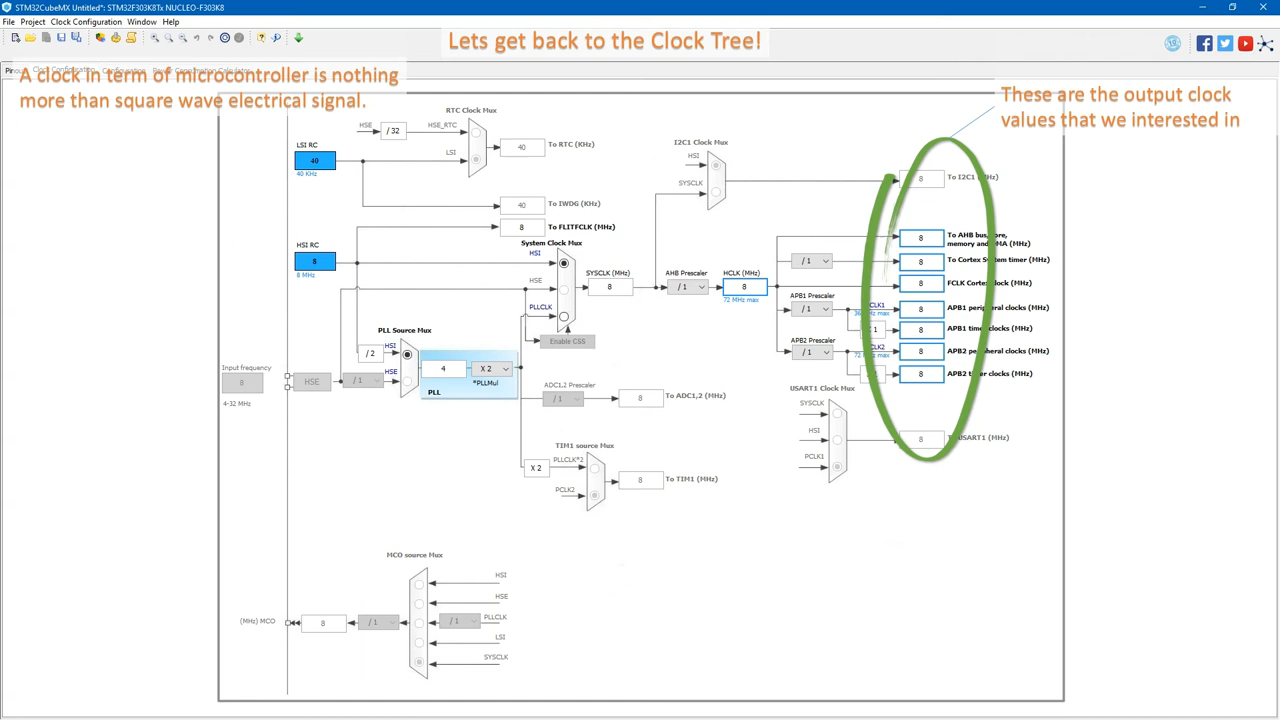 STM32CubeMX Untitled*: STM32F303K8Tx NUCLEO-F303K8
File Project Clock Configuration Window Help
Lets get back to the Clock Tree!
A clock in term of microcontroller is nothing
more than square wave electrical signal.
These are the output clock
values that we interested in
RTC Clock Mux
HSE
/ 32
HSE_RTC
LSI RC
40
40 KHz
LSI
40
To RTC (KHz)
40
To IWDG (KHz)
8
To FLITFCLK (MHz)
HSI RC
8
8 MHz
System Clock Mux
HSI
HSE
PLLCLK
Enable CSS
SYSCLK (MHz)
8
AHB Prescaler
/ 1
HCLK (MHz)
8
72 MHz max
I2C1 Clock Mux
HSI
SYSCLK
8
To I2C1 (MHz)
8
To AHB bus, core,
memory and DMA (MHz)
/ 1
8
To Cortex System timer (MHz)
8
FCLK Cortex clock (MHz)
APB1 Prescaler
/ 1
8
APB1 peripheral clocks (MHz)
8
APB1 timer clocks (MHz)
APB2 Prescaler
/ 1
72 MHz max
8
APB2 peripheral clocks (MHz)
8
APB2 timer clocks (MHz)
PLL Source Mux
/ 2
HSI
HSE
4
X 2
*PLLMul
PLL
Input frequency
8
4-32 MHz
HSE
/ 1
ADC1,2 Prescaler
/ 1
8
To ADC1,2 (MHz)
USART1 Clock Mux
SYSCLK
HSI
PCLK1
8
USART1 (MHz)
TIM1 source Mux
X 2
PLLCLK*2
PCLK2
8
To TIM1 (MHz)
MCO source Mux
HSI
HSE
(MHz) MCO
8
/ 1
/ 1
PLLCLK
LSI
SYSCLK